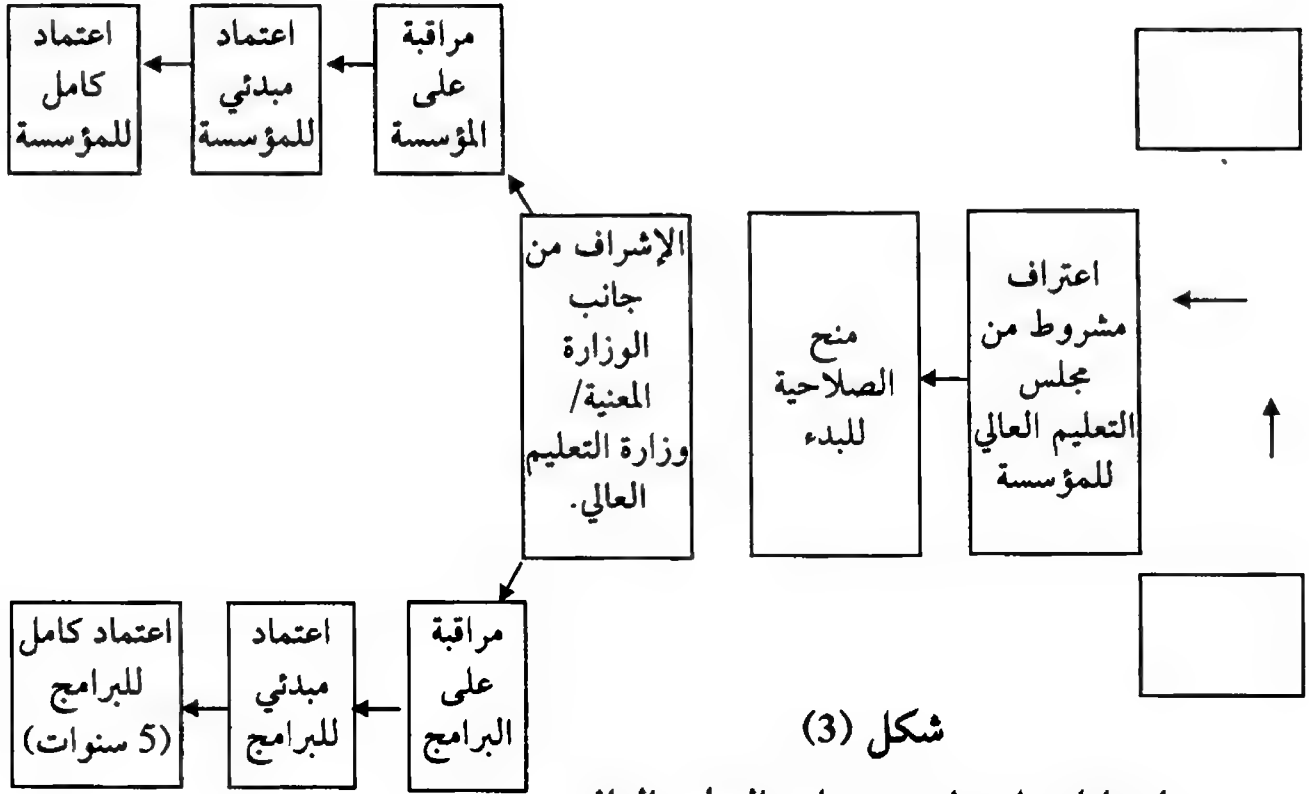 مراقبة
على
المؤسسة
اعتماد
مبدئي
للمؤسسة
اعتماد
كامل
للمؤسسة
اعتراف
مشروط من
مجلس
التعليم العالي
للمؤسسة
منح
الصلاحية
للبدء
الإشراف من
جانب
الوزارة
المعنية/
وزارة التعليم
العالي.
مراقبة
على
البرامج
اعتماد
مبدئي
للبرامج
اعتماد كامل
للبرامج
(5 سنوات)
شكل (3)